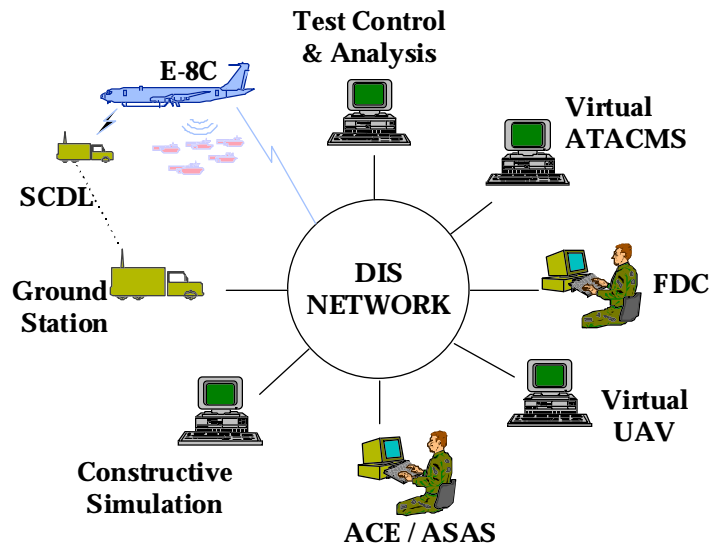 Test Control
& Analysis
E-8C
Virtual
ATACMS
SCDL
DIS
NETWORK
FDC
Ground
Station
Virtual
UAV
Constructive
Simulation
ACE / ASAS